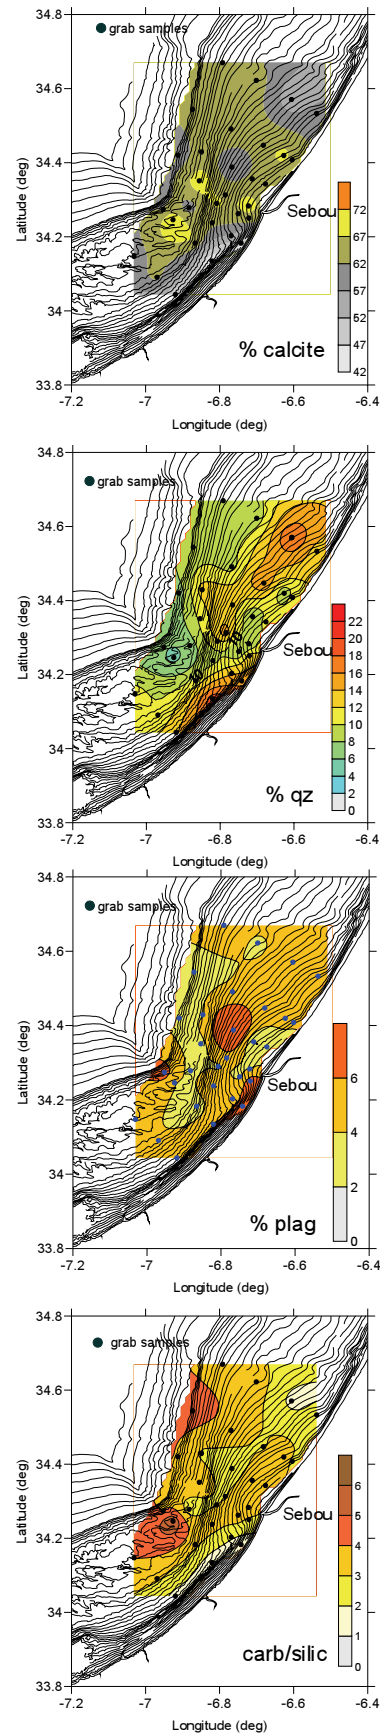 34.8
grab samples
34.6
34.4
34.2
34
33.8
Latitude (deg)
Sebou
72
67
62
57
52
47
42
% calcite
-7.2 -7 -6.8 -6.6 -6.4
Longitude (deg)
34.8
grab samples
34.6
34.4
34.2
34
33.8
Latitude (deg)
Sebou
22
20
18
16
14
12
10
8
6
4
2
0
% qz
-7.2 -7 -6.8 -6.6 -6.4
Longitude (deg)
34.8
grab samples
34.6
34.4
34.2
34
33.8
Latitude (deg)
Sebou
6
4
2
0
% plag
-7.2 -7 -6.8 -6.6 -6.4
Longitude (deg)
34.8
grab samples
34.6
34.4
34.2
34
33.8
Latitude (deg)
Sebou
6
5
4
3
2
1
0
carb/silic
-7.2 -7 -6.8 -6.6 -6.4
Longitude (deg)